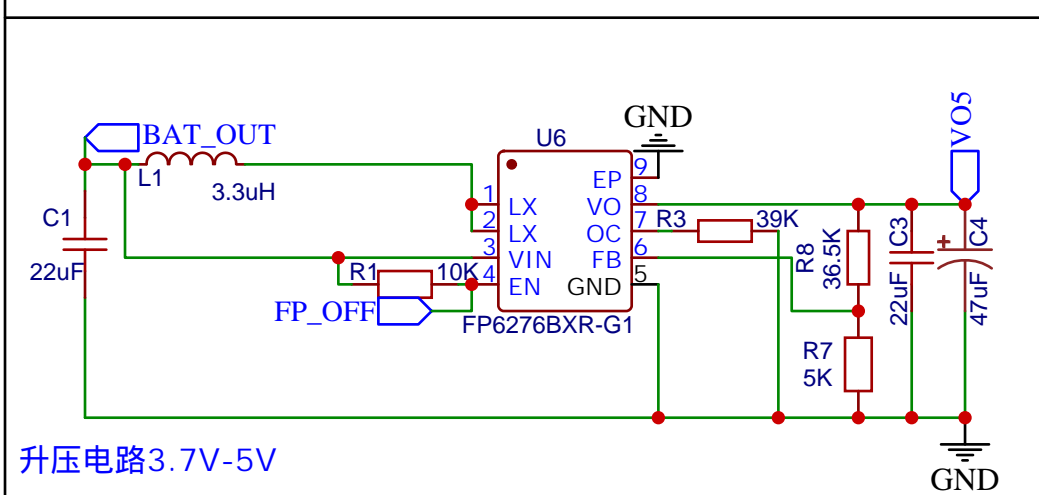 BAT_OUT
L1
3.3uH
C1
22uF
R1
10K
FP_OFF
U6
GND
1
LX
2
LX
3
VIN
4
EN
9
EP
8
VO
7
OC
6
FB
5
GND
FP6276BXR-G1
R3
39K
R8
36.5K
R7
5K
C3
22uF
+
C4
47uF
VO5
GND
升压电路3.7V-5V